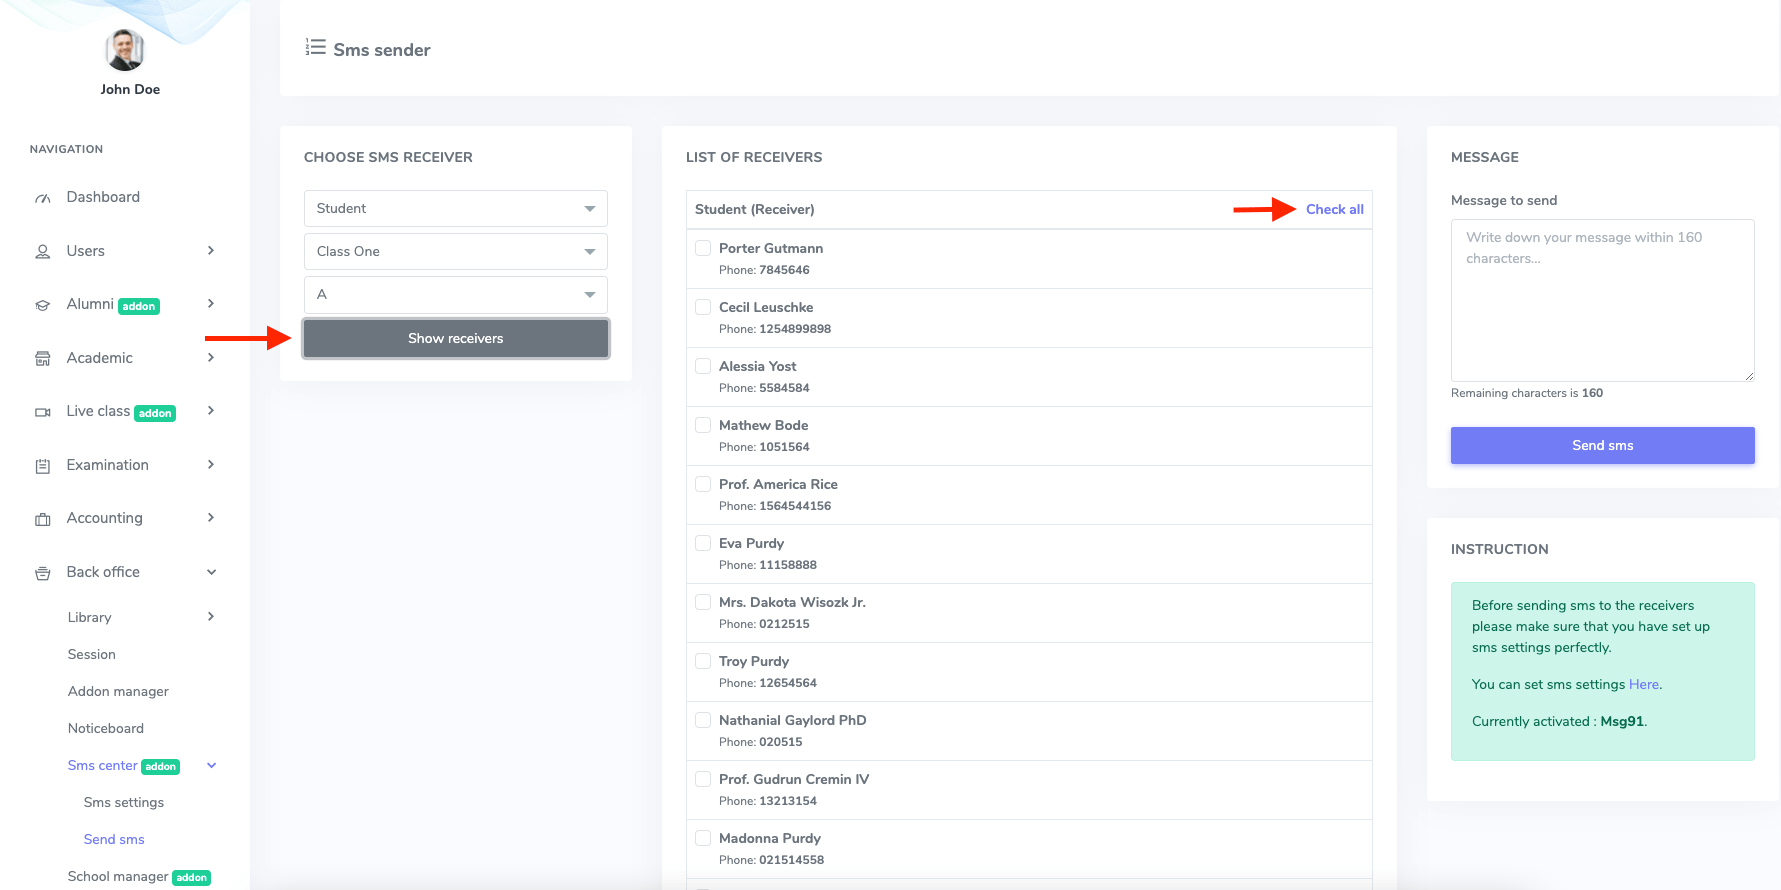 John Doe
NAVIGATION
Dashboard
Users
Alumni addon
Academic
Live class addon
Examination
Accounting
Back office
Library
Session
Addon manager
Noticeboard
Sms center addon
Sms settings
Send sms
School manager addon
Sms sender
CHOOSE SMS RECEIVER
Student
Class One
A
Show receivers
LIST OF RECEIVERS
Student (Receiver) Check all
Porter Gutmann
Phone: 7845646
Cecil Leuschke
Phone: 1254899898
Alessia Yost
Phone: 5584584
Mathew Bode
Phone: 1051564
Prof. America Rice
Phone: 1564544156
Eva Purdy
Phone: 11158888
Mrs. Dakota Wisozk Jr.
Phone: 0212515
Troy Purdy
Phone: 12654564
Nathanial Gaylord PhD
Phone: 020515
Prof. Gudrun Cremin IV
Phone: 13213154
Madonna Purdy
Phone: 021514558
MESSAGE
Message to send
Write down your message within 160
characters...
Remaining characters is 160
Send sms
INSTRUCTION
Before sending sms to the receivers
please make sure that you have set up
sms settings perfectly.
You can set sms settings Here.
Currently activated : Msg91.